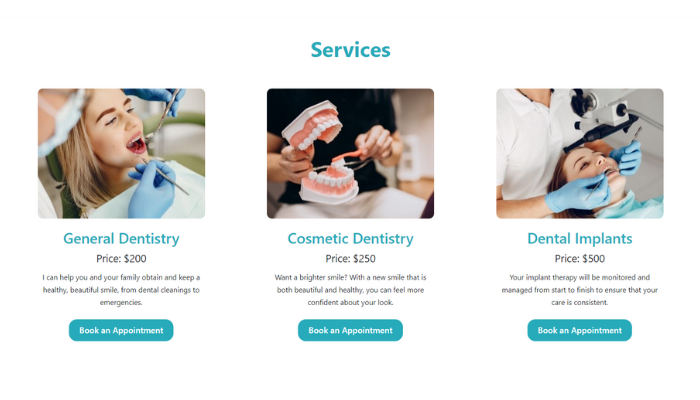 Services
General Dentistry
Price: $200
I can help you and your family obtain and keep a
healthy, beautiful smile, from dental cleanings to
emergencies.
Book an Appointment
Cosmetic Dentistry
Price: $250
Want a brighter smile? With a new smile that is
both beautiful and healthy, you can feel more
confident about your look.
Book an Appointment
Dental Implants
Price: $500
Your implant therapy will be monitored and
managed from start to finish to ensure that your
care is consistent.
Book an Appointment